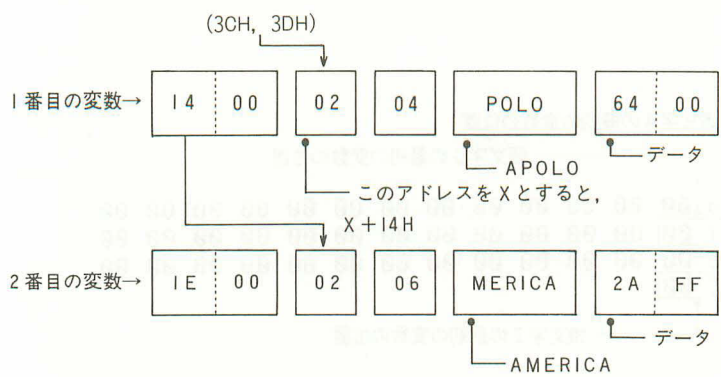 (3CH, 3DH)
1番目の変数→ 14 00 02 04 POLO 64 00
データ
APOLO
このアドレスをXとすると,
X+14H
2番目の変数→ 1E 00 02 06 MERICA 2A FF
データ
AMERICA